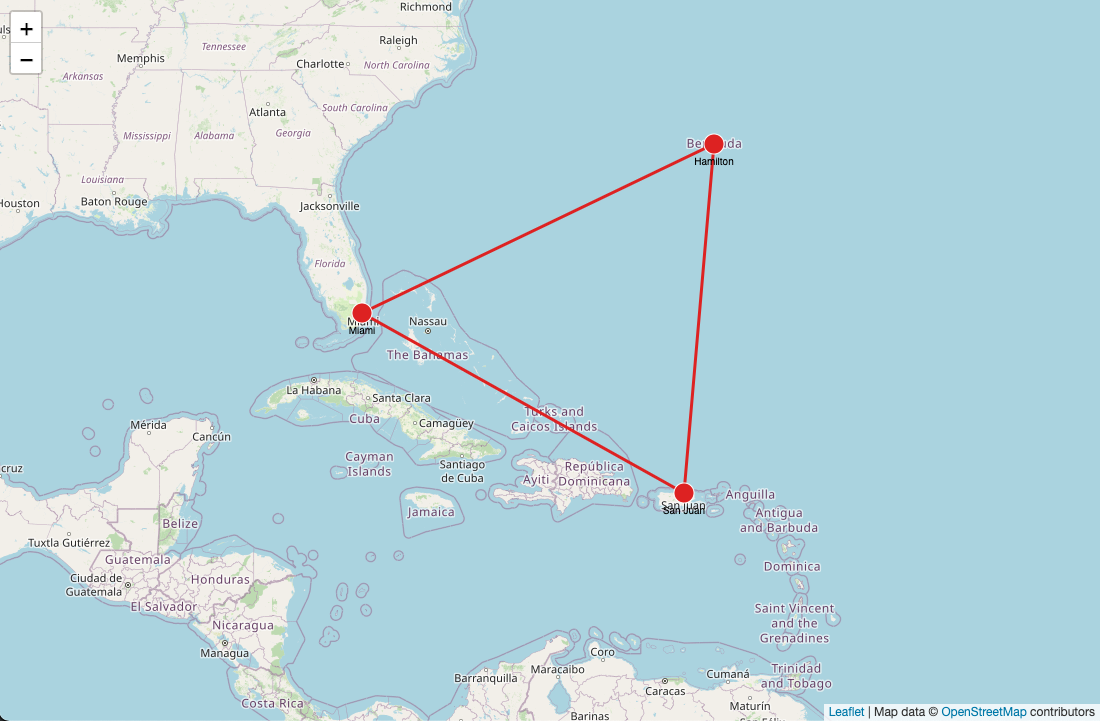 Richmond
+
Raleigh
Tennessee
Memphis
Charlotte
North Carolina
−
Arkansas
South Carolina
Atlanta
Mississippi
Alabama
Georgia
Bermuda
Hamilton
Louisiana
Houston
Baton Rouge
Jacksonville
Florida
Miami
Miami
Nassau
The Bahamas
La Habana
Santa Clara
Cuba
Camagüey
Turks and
Caicos Islands
Mérida
Cancún
Cayman
Islands
Santiago
de Cuba
cruz
Ayiti
República
Dominicana
San Juan
San Juan
Anguilla
Jamaica
Antigua
and Barbuda
Belize
Tuxtla Gutiérrez
Guatemala
Dominica
Ciudad de
Guatemala
Honduras
El Salvador
Saint Vincent
and the
Grenadines
Nicaragua
Managua
Coro
Barranquilla
Maracaibo
Cumaná
Trinidad
and Tobago
Caracas
Costa Rica
Maturín
Barinas
Leaflet | Map data © OpenStreetMap contributors